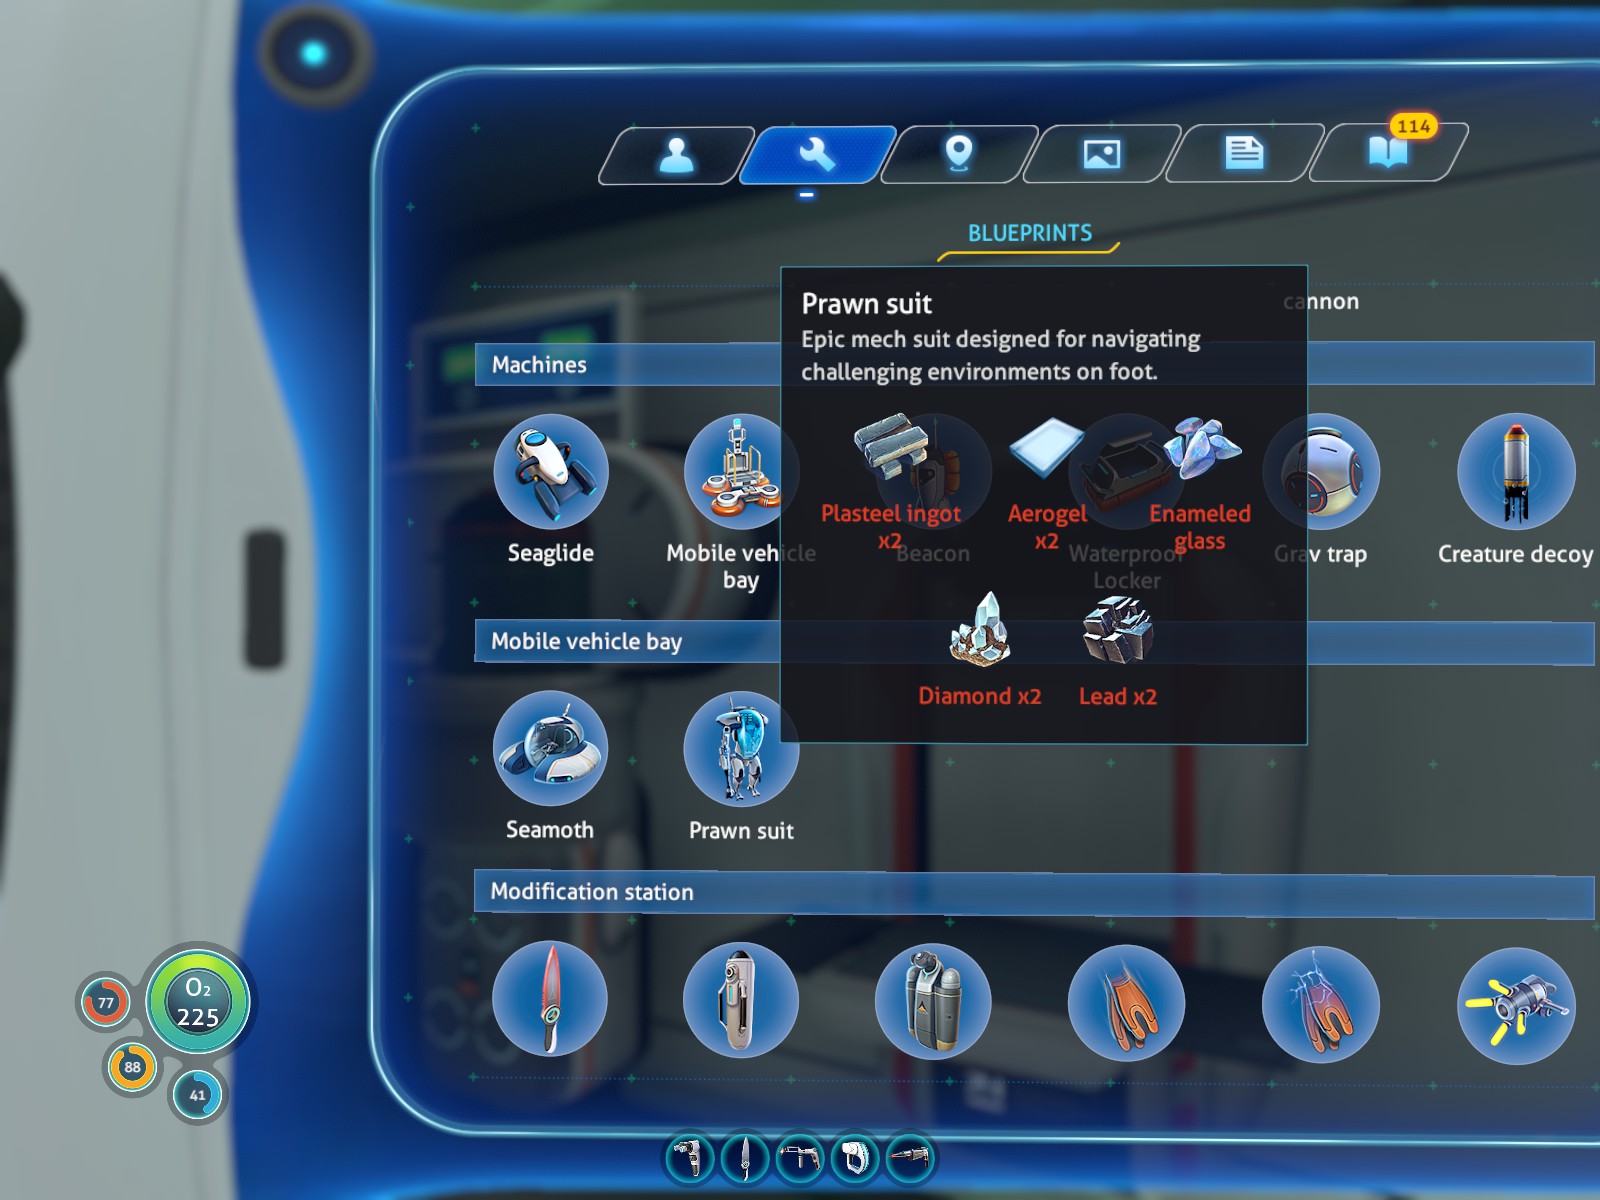 114
BLUEPRINTS
Prawn suit
Epic mech suit designed for navigating
challenging environments on foot.
cannon
Machines
Plasteel ingot
x2
Aerogel
x2
Enameled
glass
Seaglide
Mobile vehicle
bay
Beacon
Waterproof
Locker
Grav trap
Creature decoy
Mobile vehicle bay
Diamond x2
Lead x2
Seamoth
Prawn suit
Modification station
77
O2
225
88
41